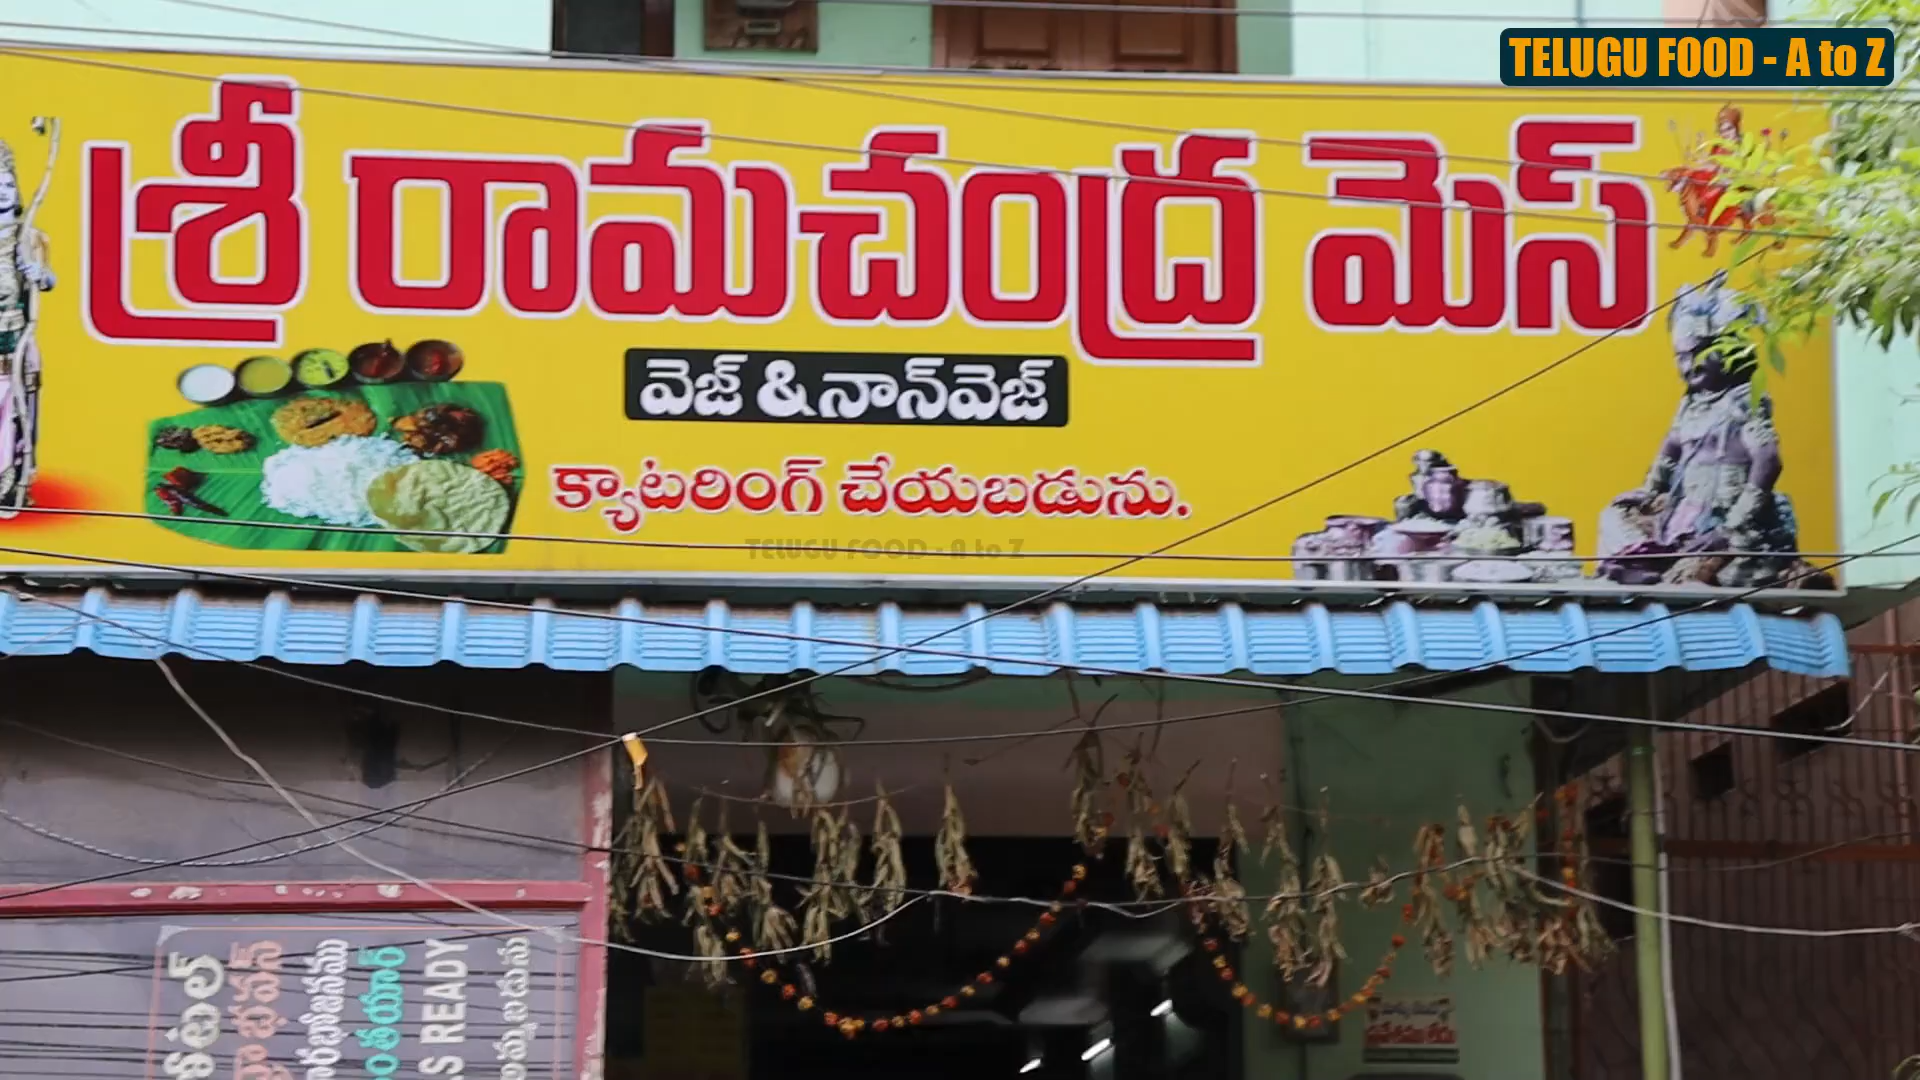 TELUGU FOOD - A to Z
శ్రీ రామచంద్ర మెస్
వెజ్ & నాన్‌వెజ్
క్యాటరింగ్ చేయబడును.
TELUGU FOOD - A to Z
READY